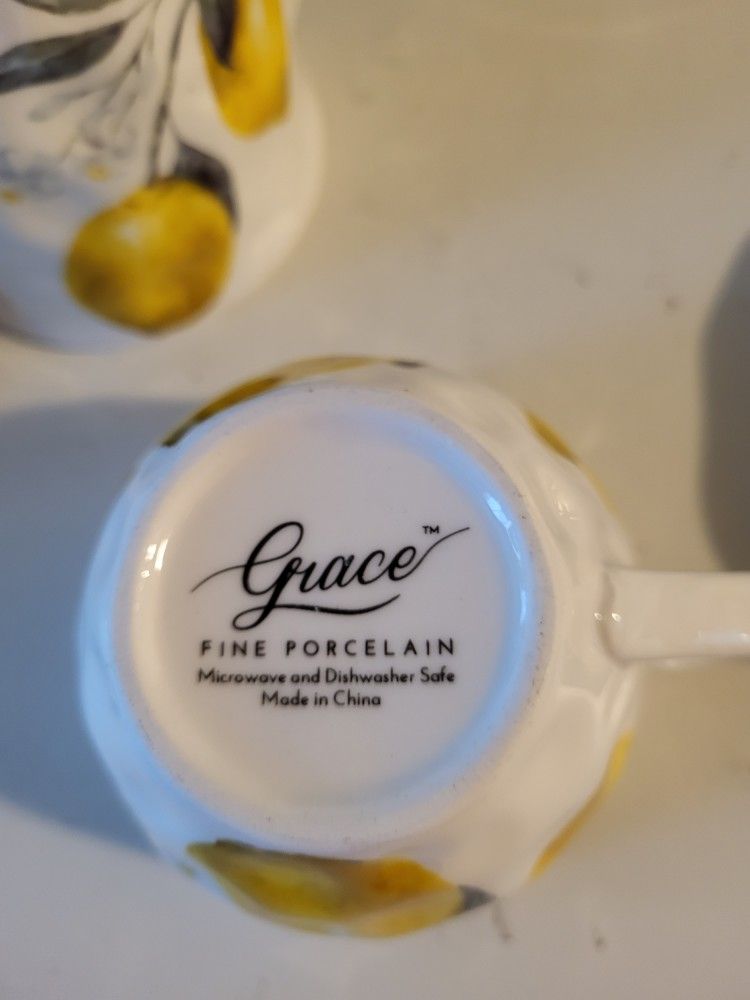 Grace™
FINE PORCELAIN
Microwave and Dishwasher Safe
Made in China